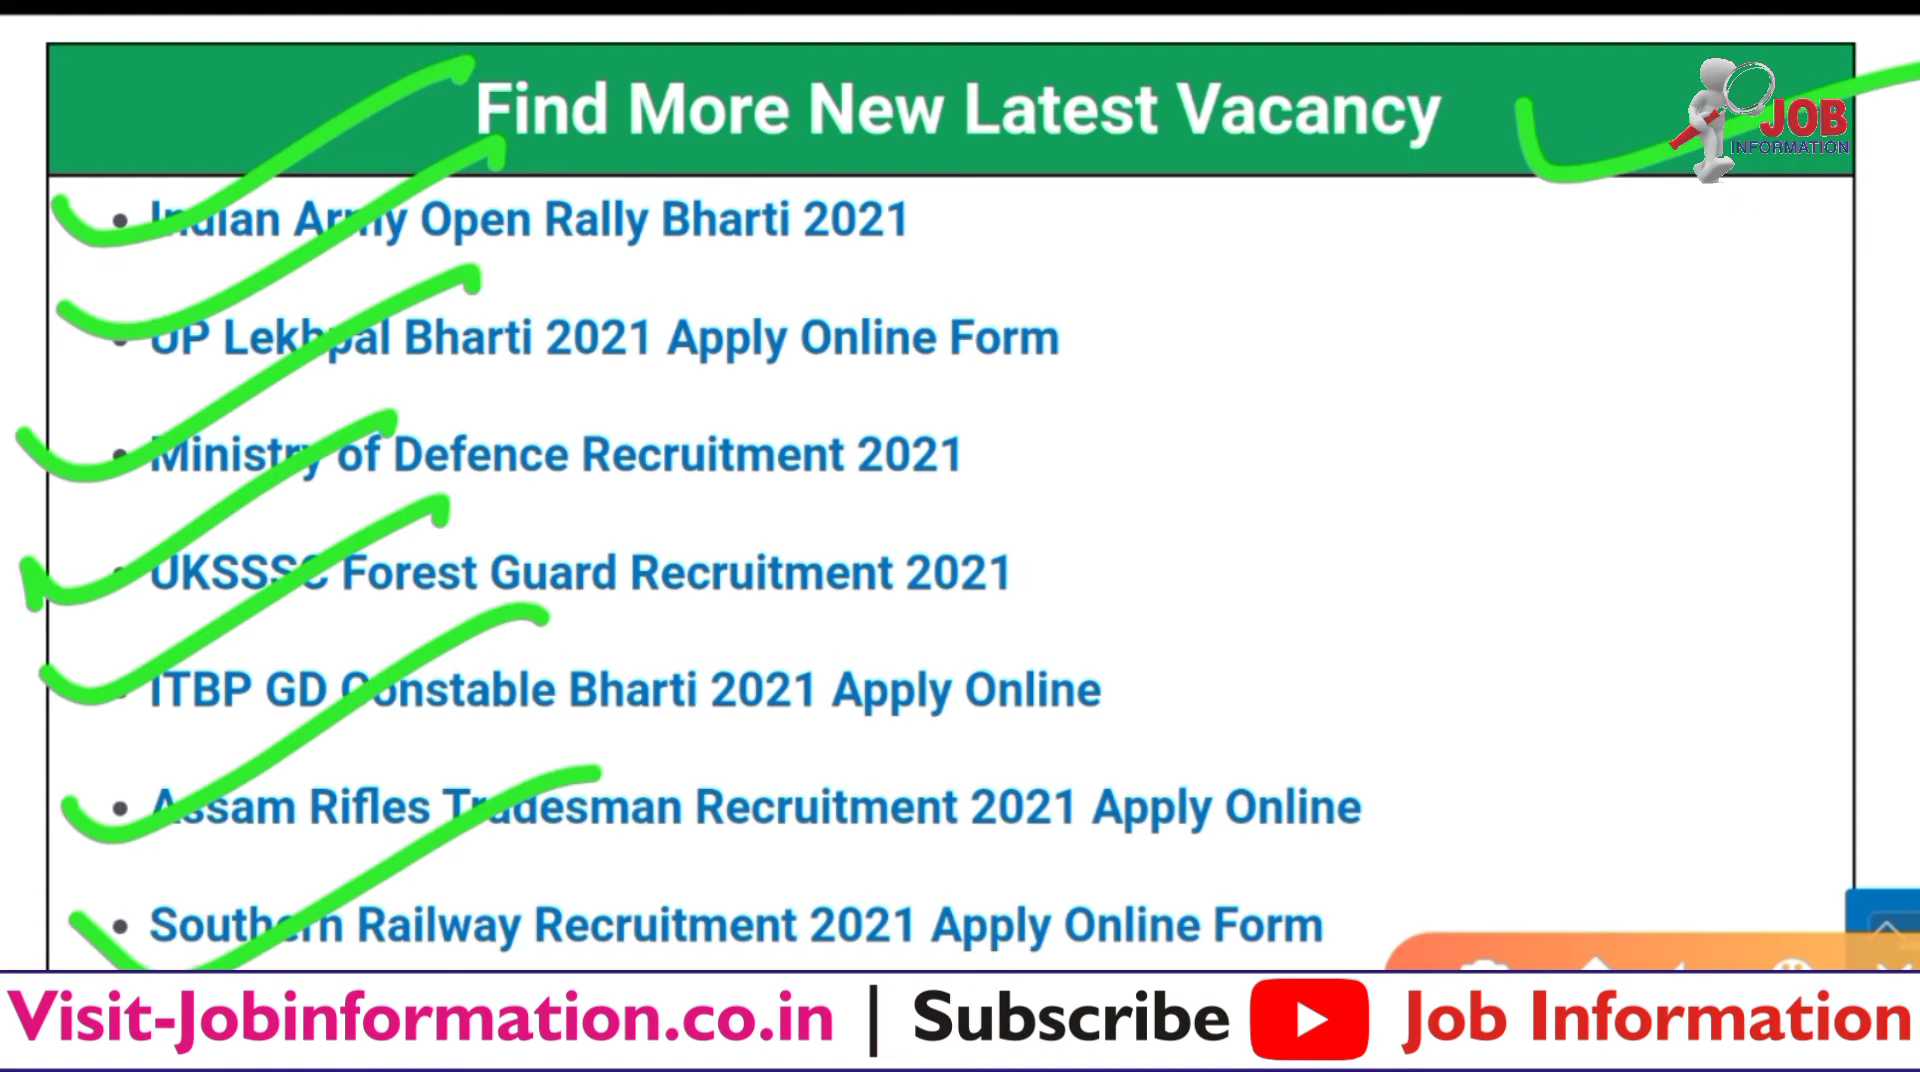 Find More New Latest Vacancy
JOB
INFORMATION
Indian Army Open Rally Bharti 2021
UP Lekhpal Bharti 2021 Apply Online Form
Ministry of Defence Recruitment 2021
UKSSSC Forest Guard Recruitment 2021
ITBP GD Constable Bharti 2021 Apply Online
Assam Rifles Tradesman Recruitment 2021 Apply Online
Southern Railway Recruitment 2021 Apply Online Form
Visit-Jobinformation.co.in | Subscribe Job Information